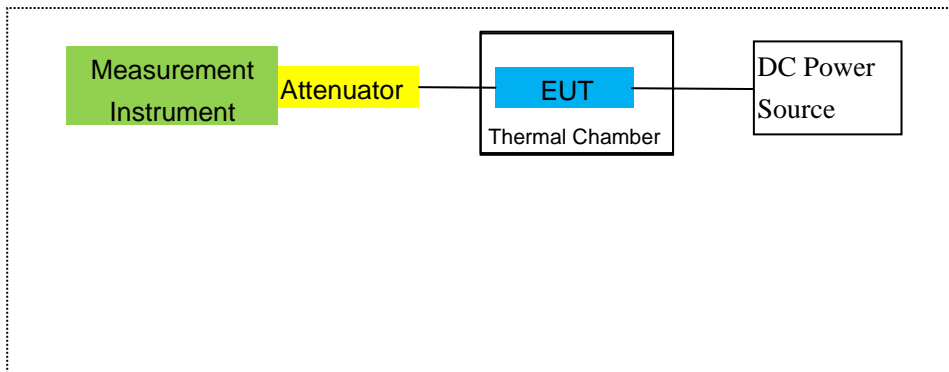 Measurement
Instrument
Attenuator
EUT
Thermal Chamber
DC Power
Source